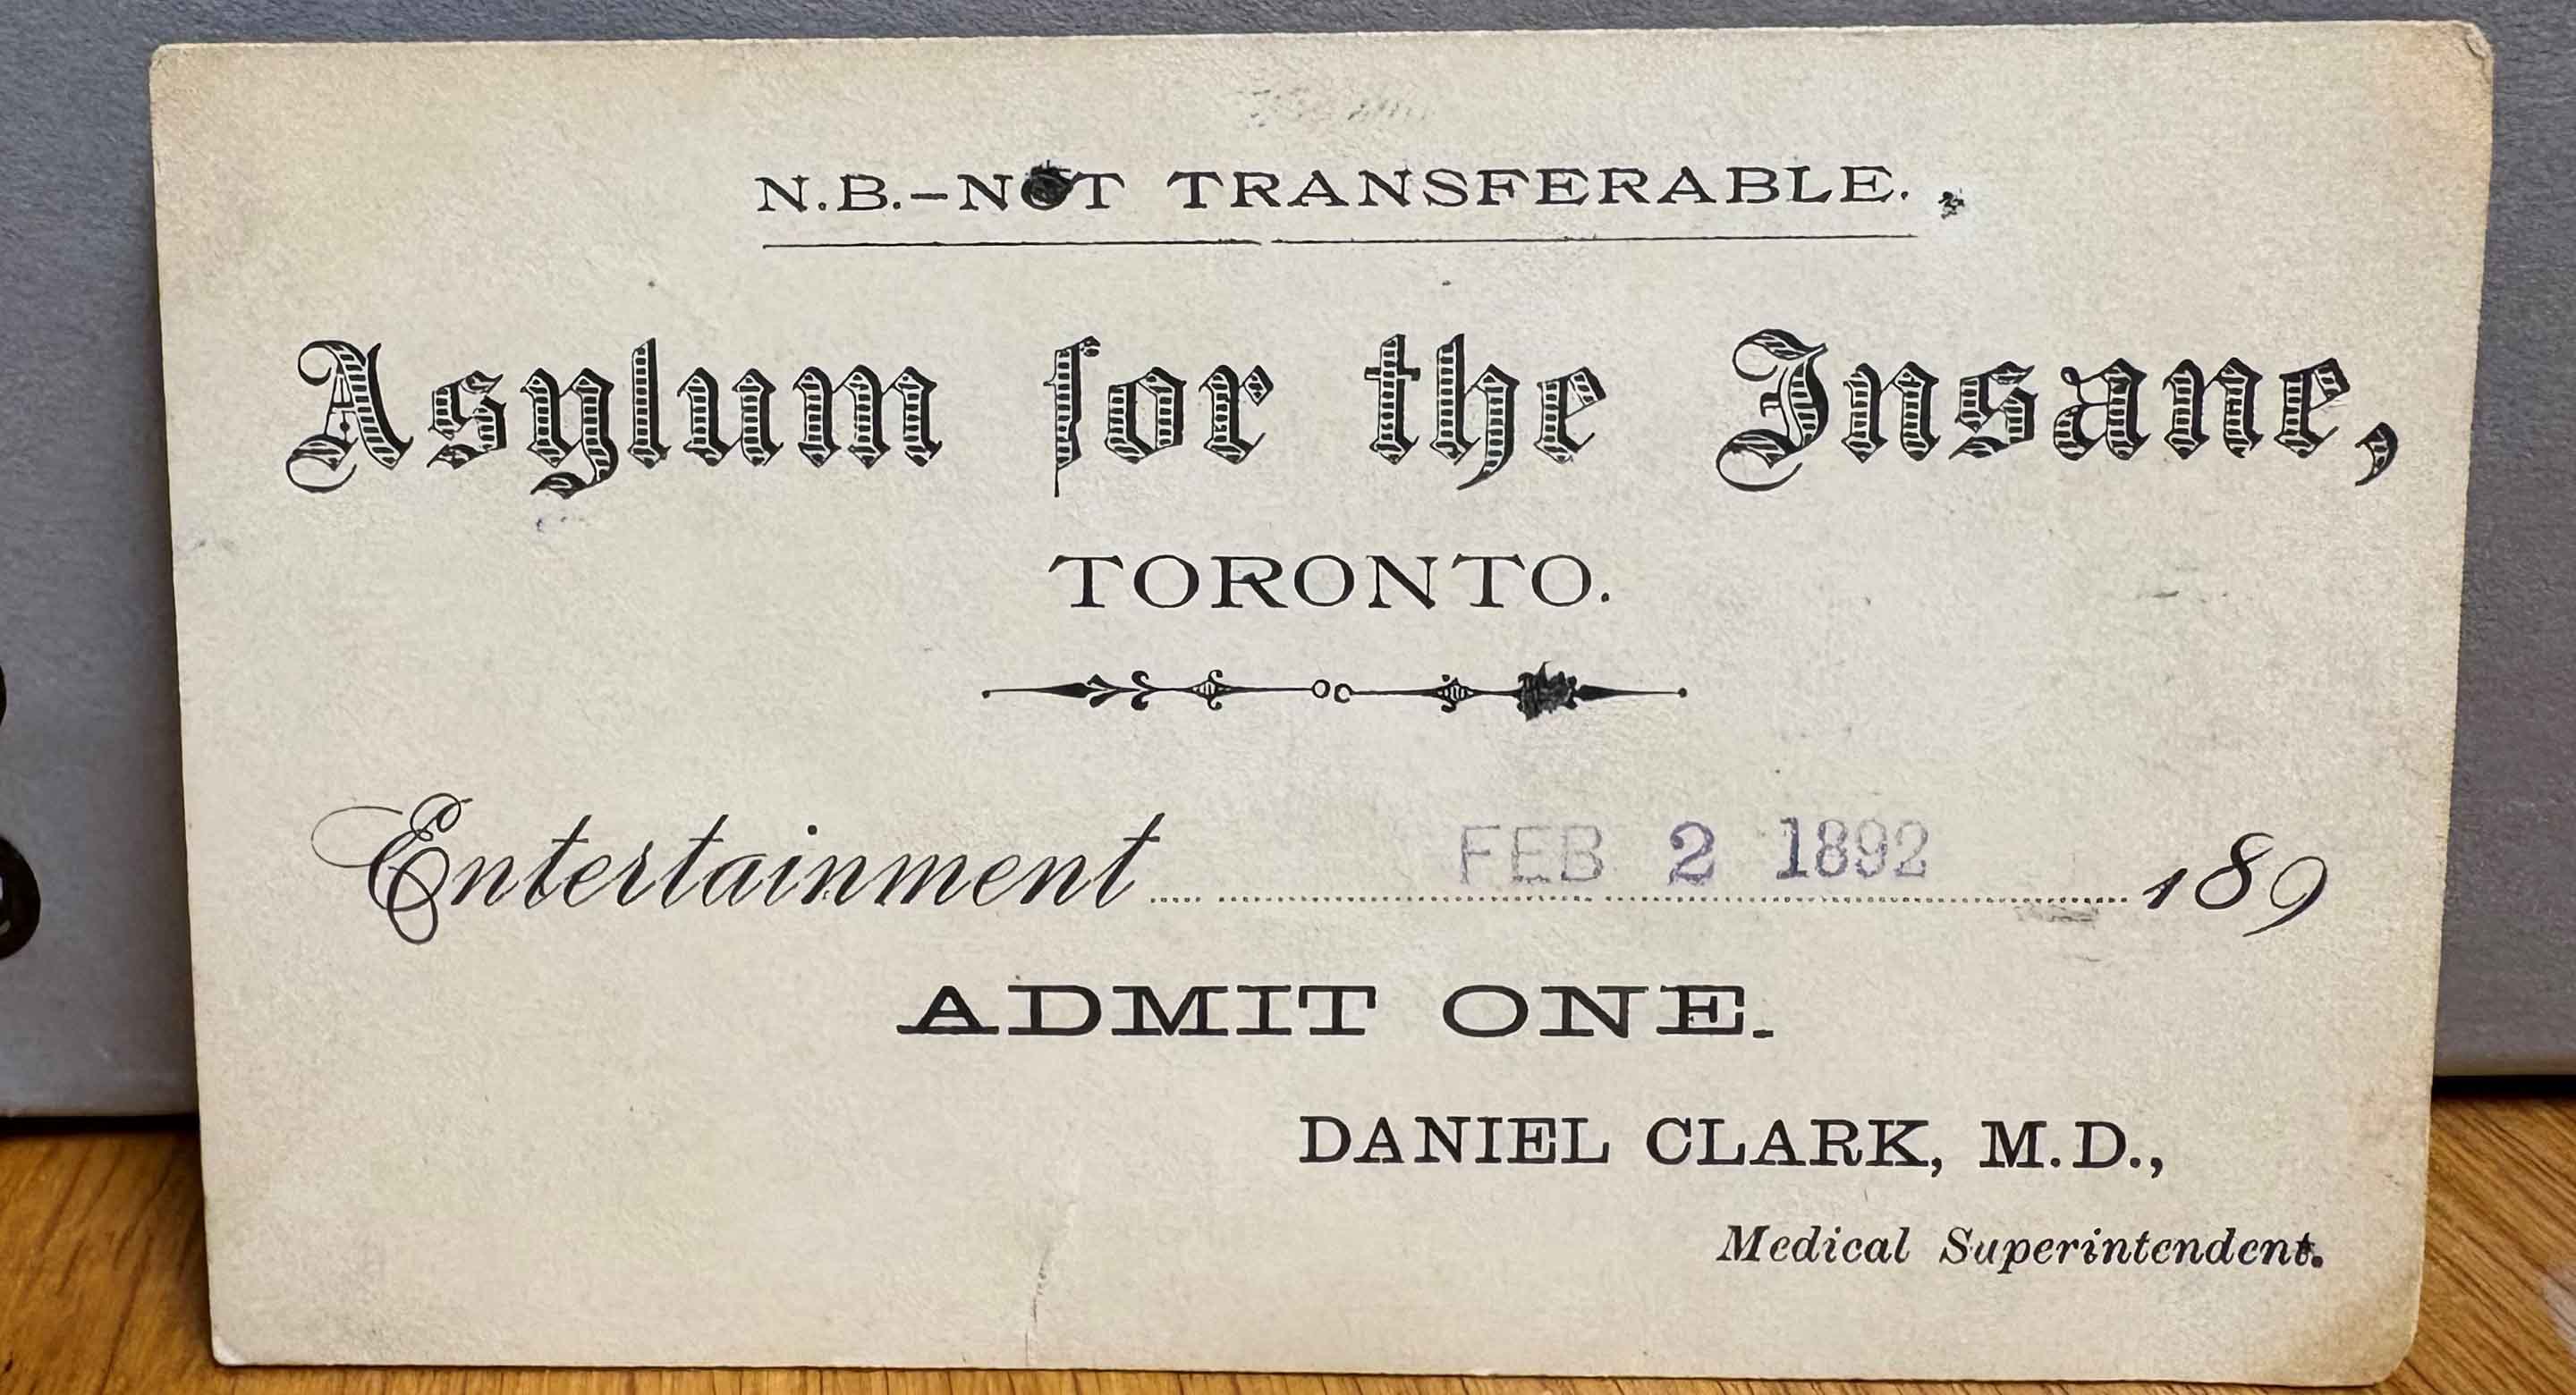 N.B.-NOT TRANSFERABLE.
Asylum for the Insane,
TORONTO.
Entertainment FEB 2 1892 189
ADMIT ONE.
DANIEL CLARK, M.D.,
Medical Superintendent.